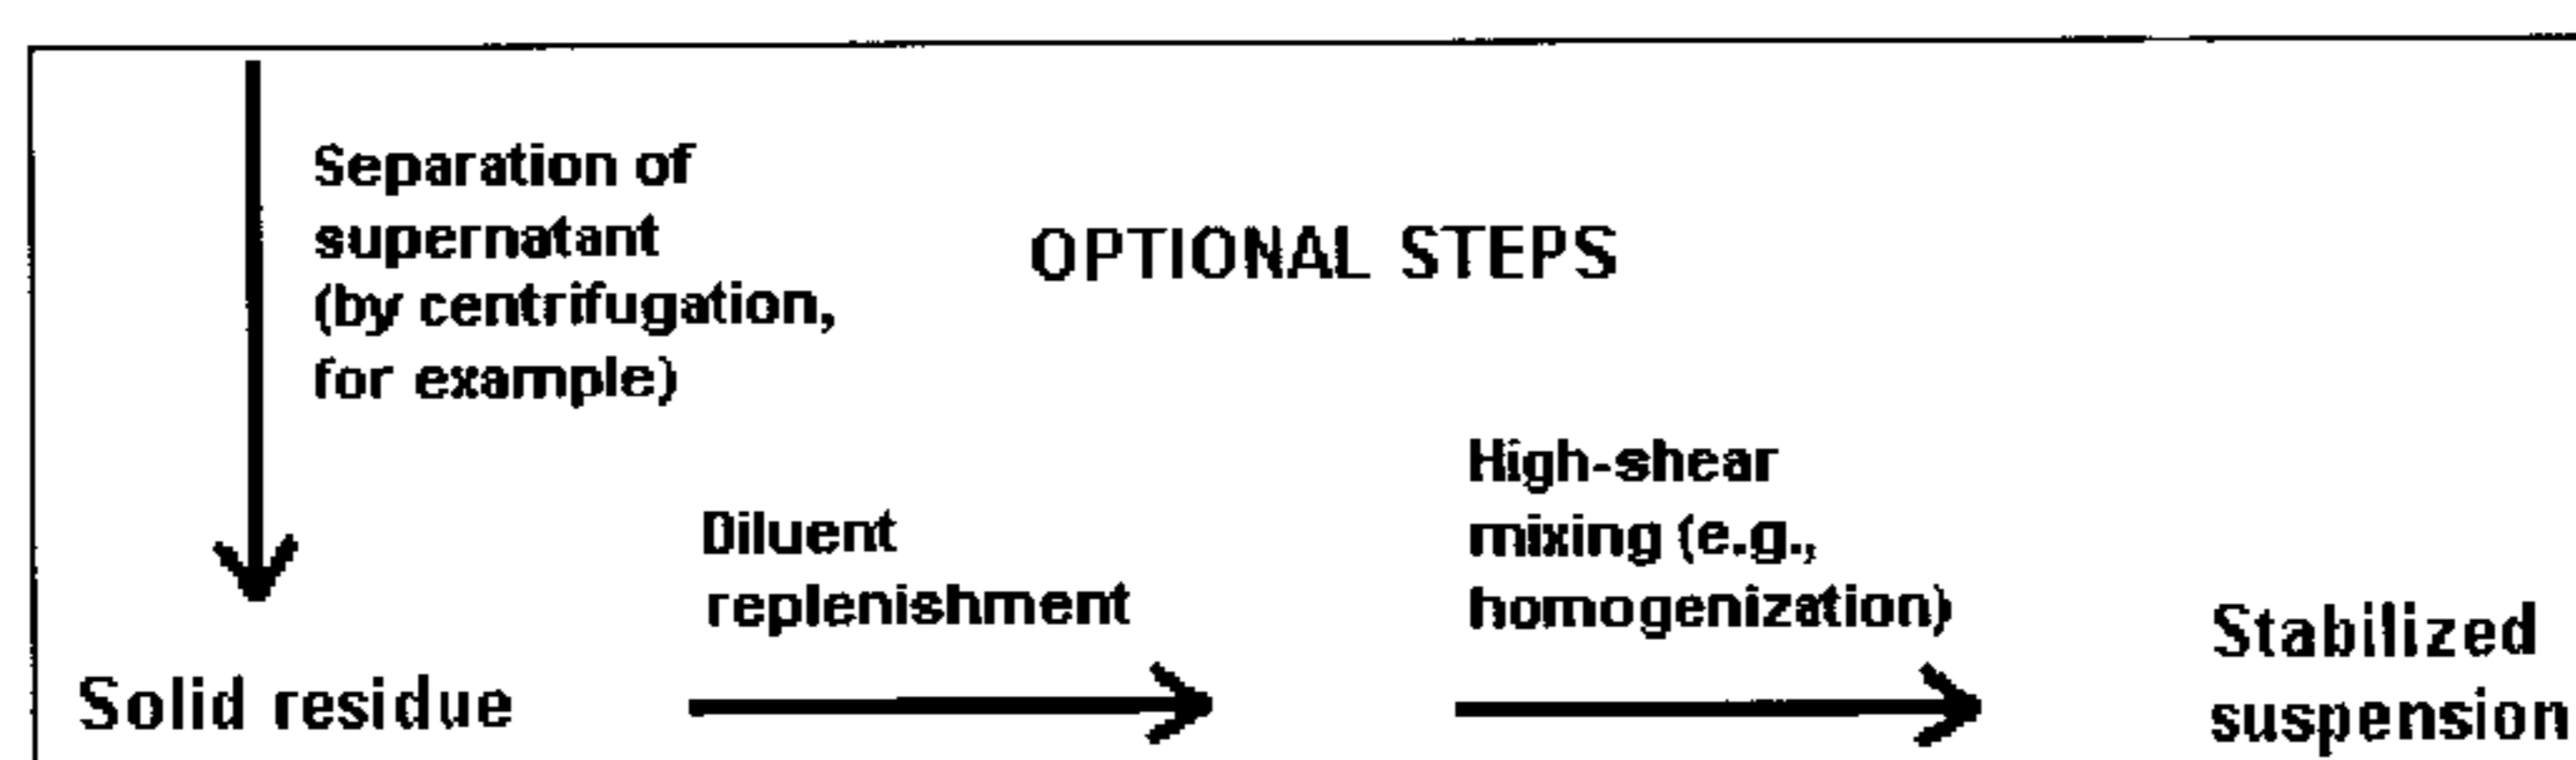 Separation of
supernatant
(by centrifugation,
for example)
OPTIONAL STEPS
High-shear
mixing (e.g.,
homogenization)
Diluent
replenishment
Stabilized
suspension
Solid residue